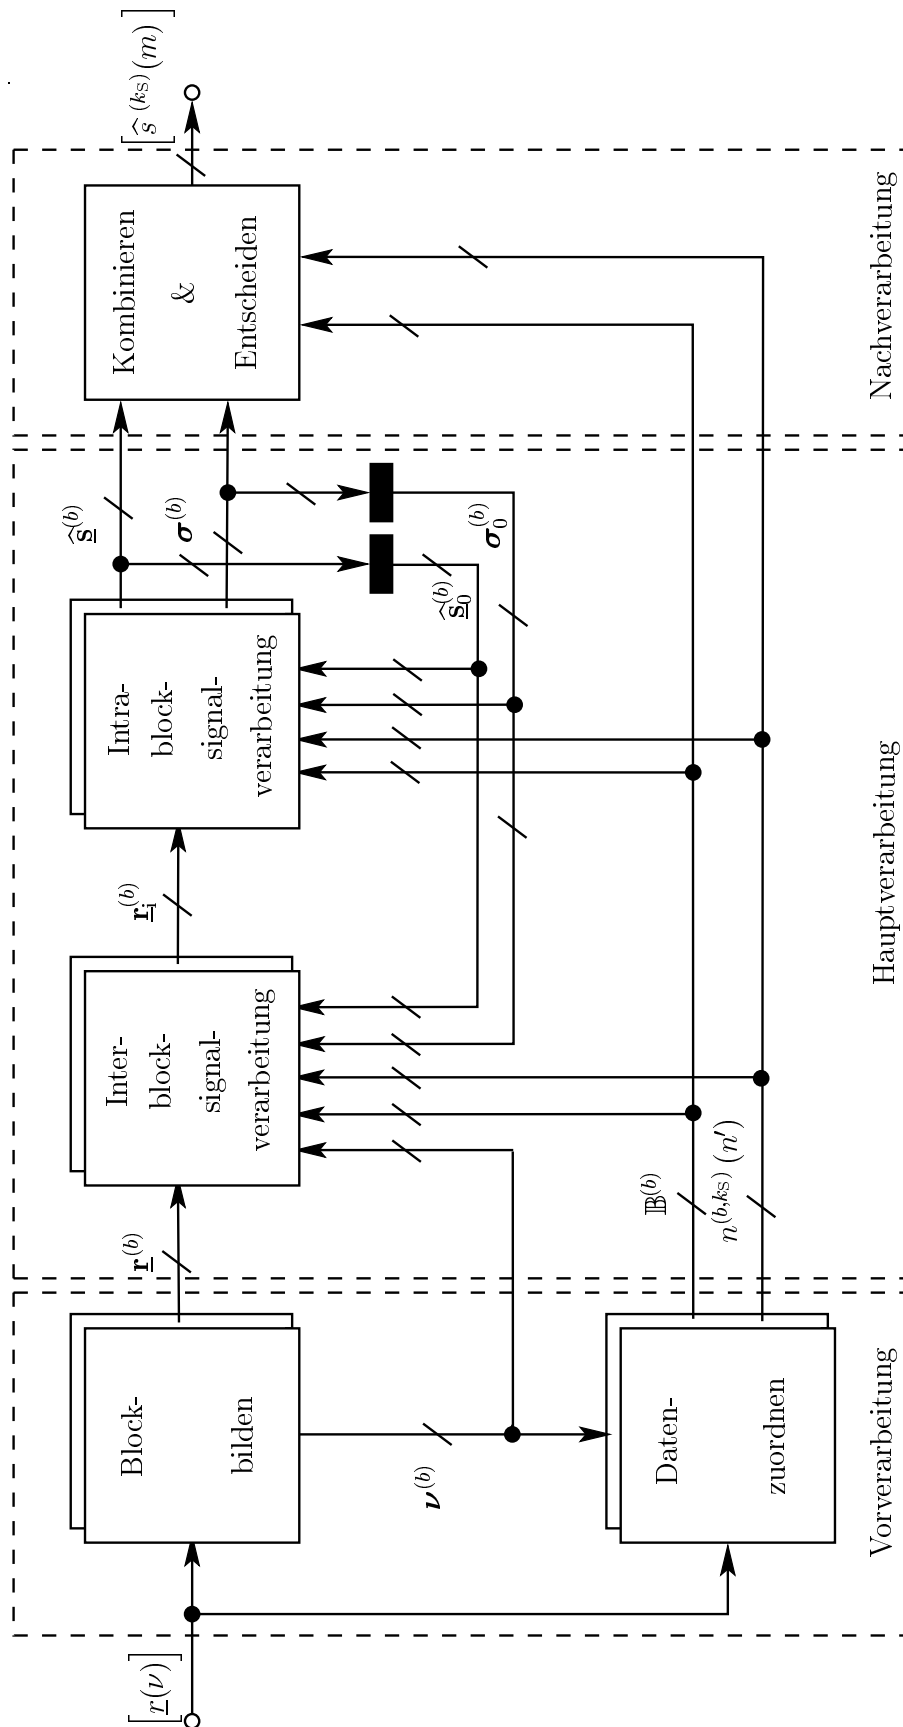 [r(ν)]
Block-
bilden
ν^(b)
Daten-
zuordnen
Vorverarbeitung
r^(b)
𝔹^(b)
n^(b,k_S) (n′)
Inter-
block-
signal-
verarbeitung
r_i^(b)
Intra-
block-
signal-
verarbeitung
ŝ^(b)
σ^(b)
ŝ_0^(b)
σ_0^(b)
Hauptverarbeitung
Kombinieren
&
Entscheiden
Nachverarbeitung
[ŝ^(k_S)(m)]